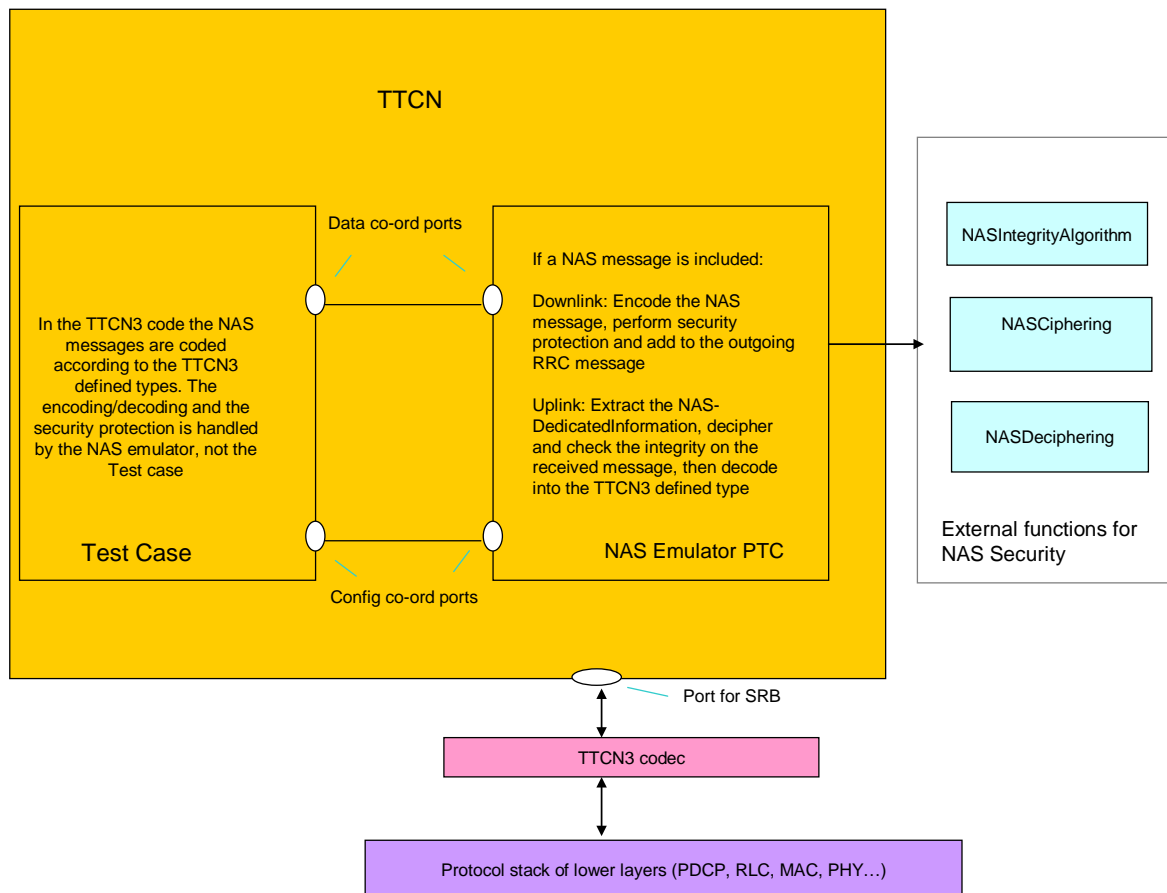 TTCN
Data co-ord ports
In the TTCN3 code the NAS
messages are coded
according to the TTCN3
defined types. The
encoding/decoding and the
security protection is handled
by the NAS emulator, not the
Test case
Test Case
If a NAS message is included:
Downlink: Encode the NAS
message, perform security
protection and add to the outgoing
RRC message
Uplink: Extract the NAS-
DedicatedInformation, decipher
and check the integrity on the
received message, then decode
into the TTCN3 defined type
NAS Emulator PTC
Config co-ord ports
NASIntegrityAlgorithm
NASCiphering
NASDeciphering
External functions for
NAS Security
Port for SRB
TTCN3 codec
Protocol stack of lower layers (PDCP, RLC, MAC, PHY…)